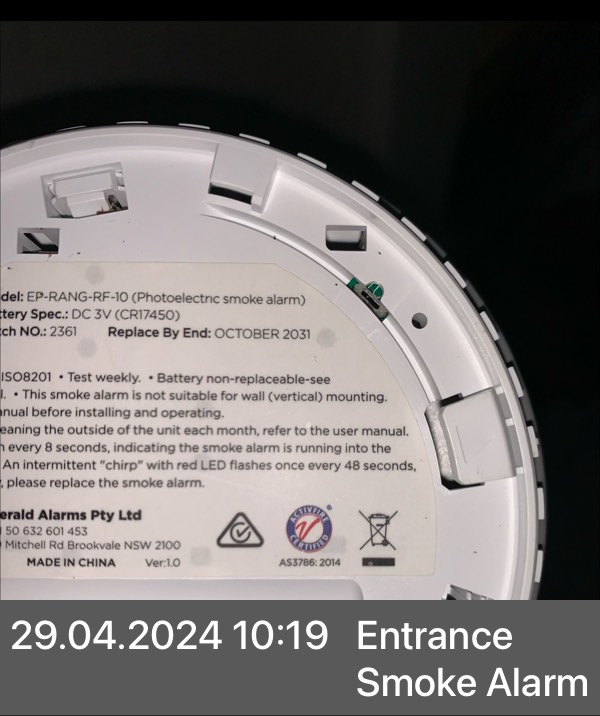 del: EP-RANG-RF-10 (Photoelectric smoke alarm)
tery Spec.: DC 3V (CR17450)
ch NO.: 2361 Replace By End: OCTOBER 2031
ISO8201 • Test weekly. • Battery non-replaceable-see
l. • This smoke alarm is not suitable for wall (vertical) mounting.
nual before installing and operating.
eaning the outside of the unit each month, refer to the user manual.
n every 8 seconds, indicating the smoke alarm is running into the
An intermittent "chirp" with red LED flashes once every 48 seconds,
, please replace the smoke alarm.
erald Alarms Pty Ltd
50 632 601 453
Mitchell Rd Brookvale NSW 2100
MADE IN CHINA Ver:1.0
ACTIVFIRE
CERTIFIED
AS3786: 2014
29.04.2024 10:19 Entrance
Smoke Alarm